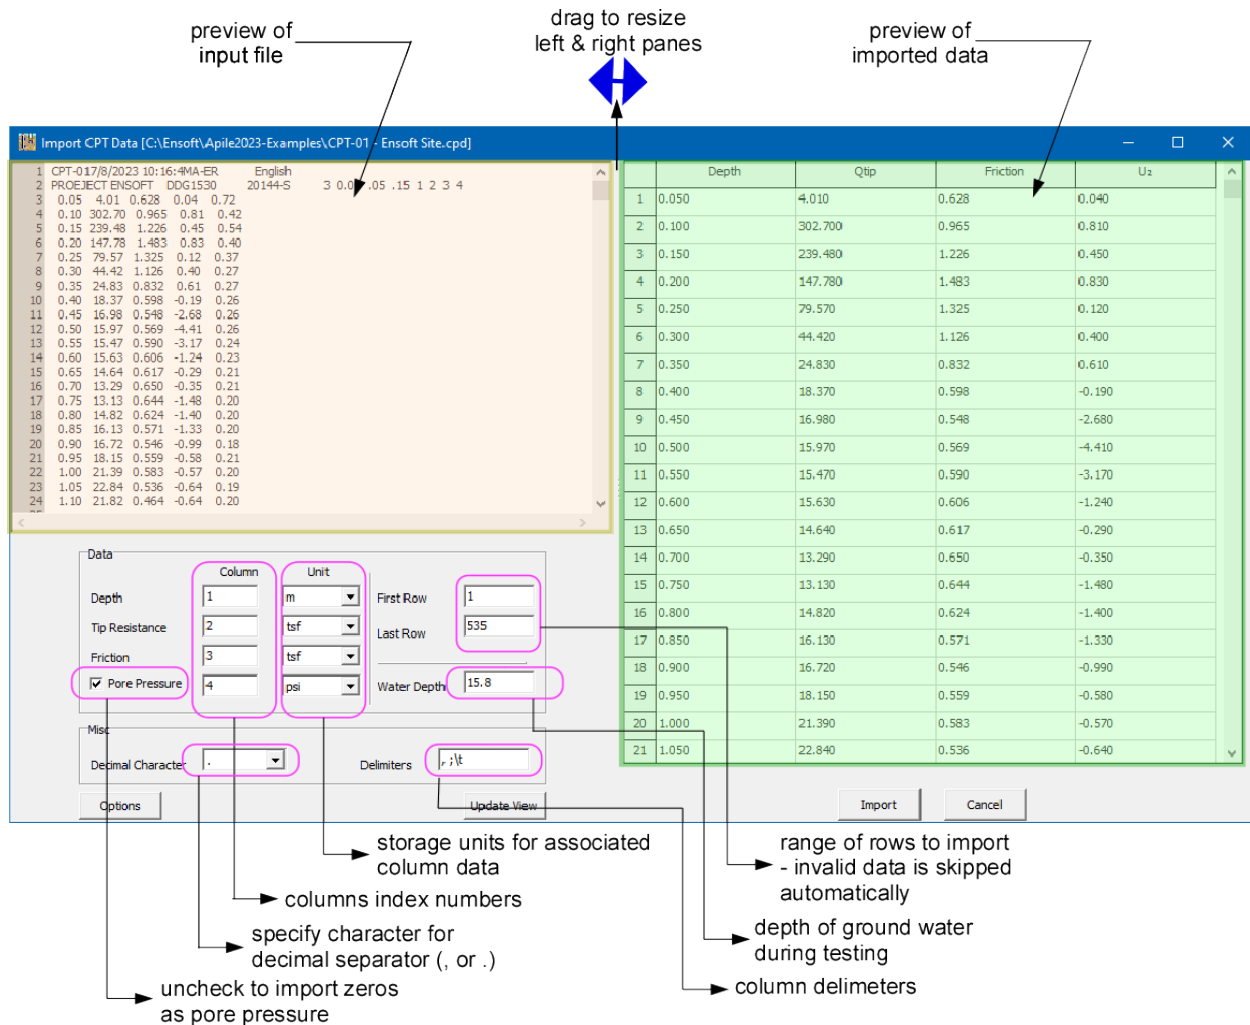 preview of
input file
drag to resize
left & right panes
preview of
imported data
Import CPT Data [C:\Ensoft\Apile2023-Examples\CPT-01 - Ensoft Site.cpd]
1 CPT-017/8/2023 10:16:4MA-ER English
2 PROEJECT ENSOFT DDG1530 20144-S 3 0.0 .05 .15 1 2 3 4
3 0.05 4.01 0.628 0.04 0.72
4 0.10 302.70 0.965 0.81 0.42
5 0.15 239.48 1.226 0.45 0.54
6 0.20 147.78 1.483 0.83 0.40
7 0.25 79.57 1.325 0.12 0.37
8 0.30 44.42 1.126 0.40 0.27
9 0.35 24.83 0.832 0.61 0.27
10 0.40 18.37 0.598 -0.19 0.26
11 0.45 16.98 0.548 -2.68 0.26
12 0.50 15.97 0.569 -4.41 0.26
13 0.55 15.47 0.590 -3.17 0.24
14 0.60 15.63 0.606 -1.24 0.23
15 0.65 14.64 0.617 -0.29 0.21
16 0.70 13.29 0.650 -0.35 0.21
17 0.75 13.13 0.644 -1.48 0.20
18 0.80 14.82 0.624 -1.40 0.20
19 0.85 16.13 0.571 -1.33 0.20
20 0.90 16.72 0.546 -0.99 0.18
21 0.95 18.15 0.559 -0.58 0.21
22 1.00 21.39 0.583 -0.57 0.20
23 1.05 22.84 0.536 -0.64 0.19
24 1.10 21.82 0.464 -0.64 0.20
Depth Qtip Friction U₂
1 0.050 4.010 0.628 0.040
2 0.100 302.700 0.965 0.810
3 0.150 239.480 1.226 0.450
4 0.200 147.780 1.483 0.830
5 0.250 79.570 1.325 0.120
6 0.300 44.420 1.126 0.400
7 0.350 24.830 0.832 0.610
8 0.400 18.370 0.598 -0.190
9 0.450 16.980 0.548 -2.680
10 0.500 15.970 0.569 -4.410
11 0.550 15.470 0.590 -3.170
12 0.600 15.630 0.606 -1.240
13 0.650 14.640 0.617 -0.290
14 0.700 13.290 0.650 -0.350
15 0.750 13.130 0.644 -1.480
16 0.800 14.820 0.624 -1.400
17 0.850 16.130 0.571 -1.330
18 0.900 16.720 0.546 -0.990
19 0.950 18.150 0.559 -0.580
20 1.000 21.390 0.583 -0.570
21 1.050 22.840 0.536 -0.640
Data
Column Unit
Depth 1 m First Row 1
Tip Resistance 2 tsf Last Row 535
Friction 3 tsf
Pore Pressure 4 psi Water Depth 15.8
Misc
Decimal Character . Delimiters , ;\t
Options Update View
Import Cancel
storage units for associated
column data
columns index numbers
specify character for
decimal separator (, or .)
uncheck to import zeros
as pore pressure
range of rows to import
- invalid data is skipped
automatically
depth of ground water
during testing
column delimeters